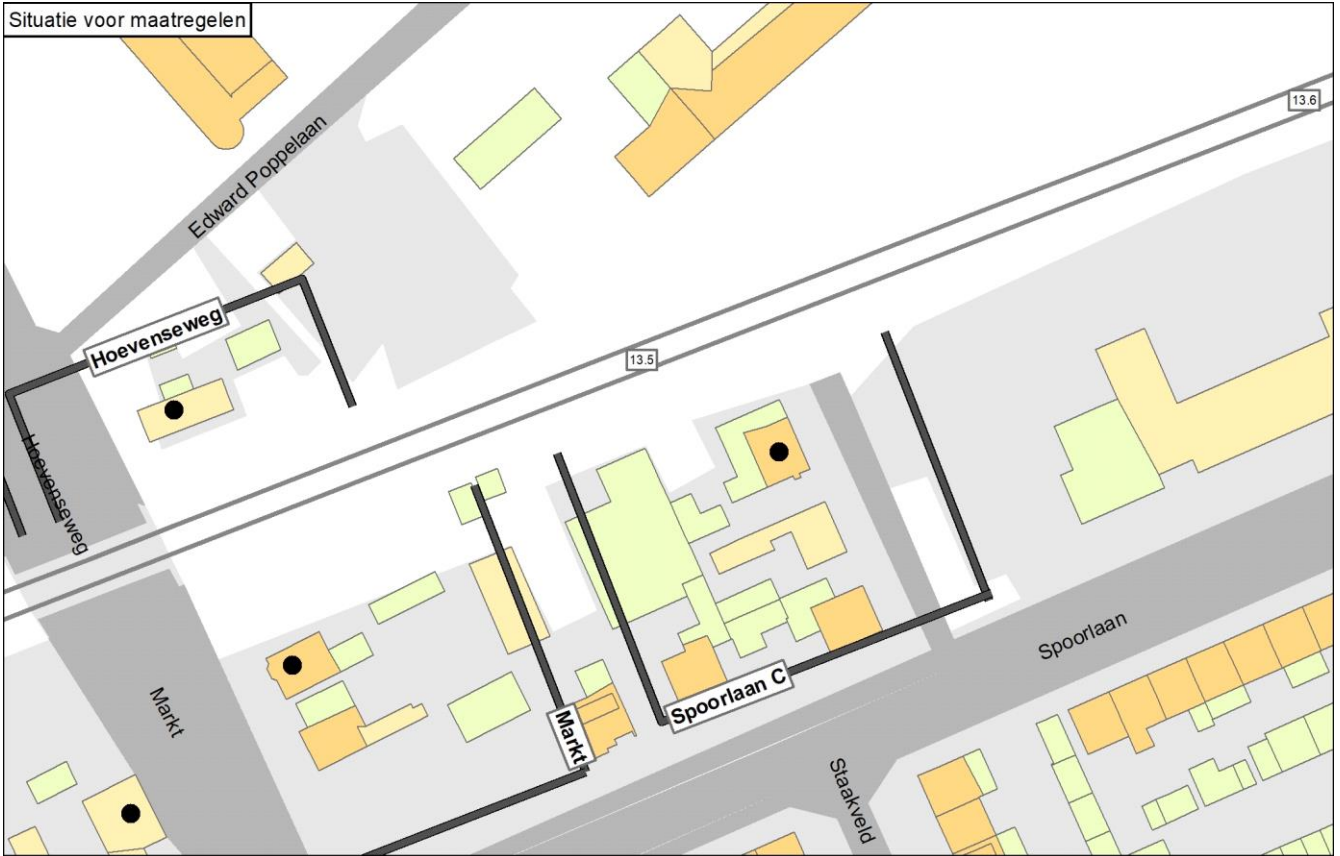 Situatie voor maatregelen
13.6
Edward Poppelaan
Hoevenseweg
13.5
Hoevenseweg
Spoorlaan
Spoorlaan C
Markt
Markt
Staakveld